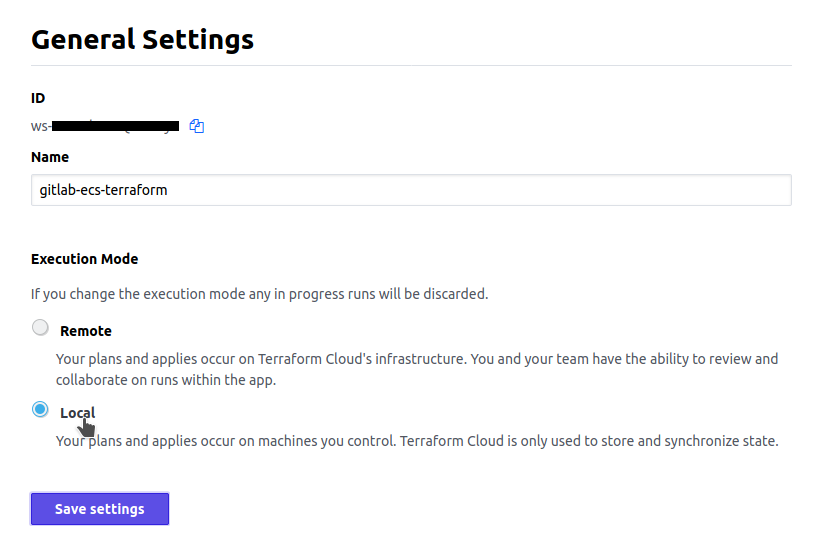 General Settings
ID
ws-
Name
gitlab-ecs-terraform
Execution Mode
If you change the execution mode any in progress runs will be discarded.
Remote
Your plans and applies occur on Terraform Cloud's infrastructure. You and your team have the ability to review and
collaborate on runs within the app.
Local
Your plans and applies occur on machines you control. Terraform Cloud is only used to store and synchronize state.
Save settings